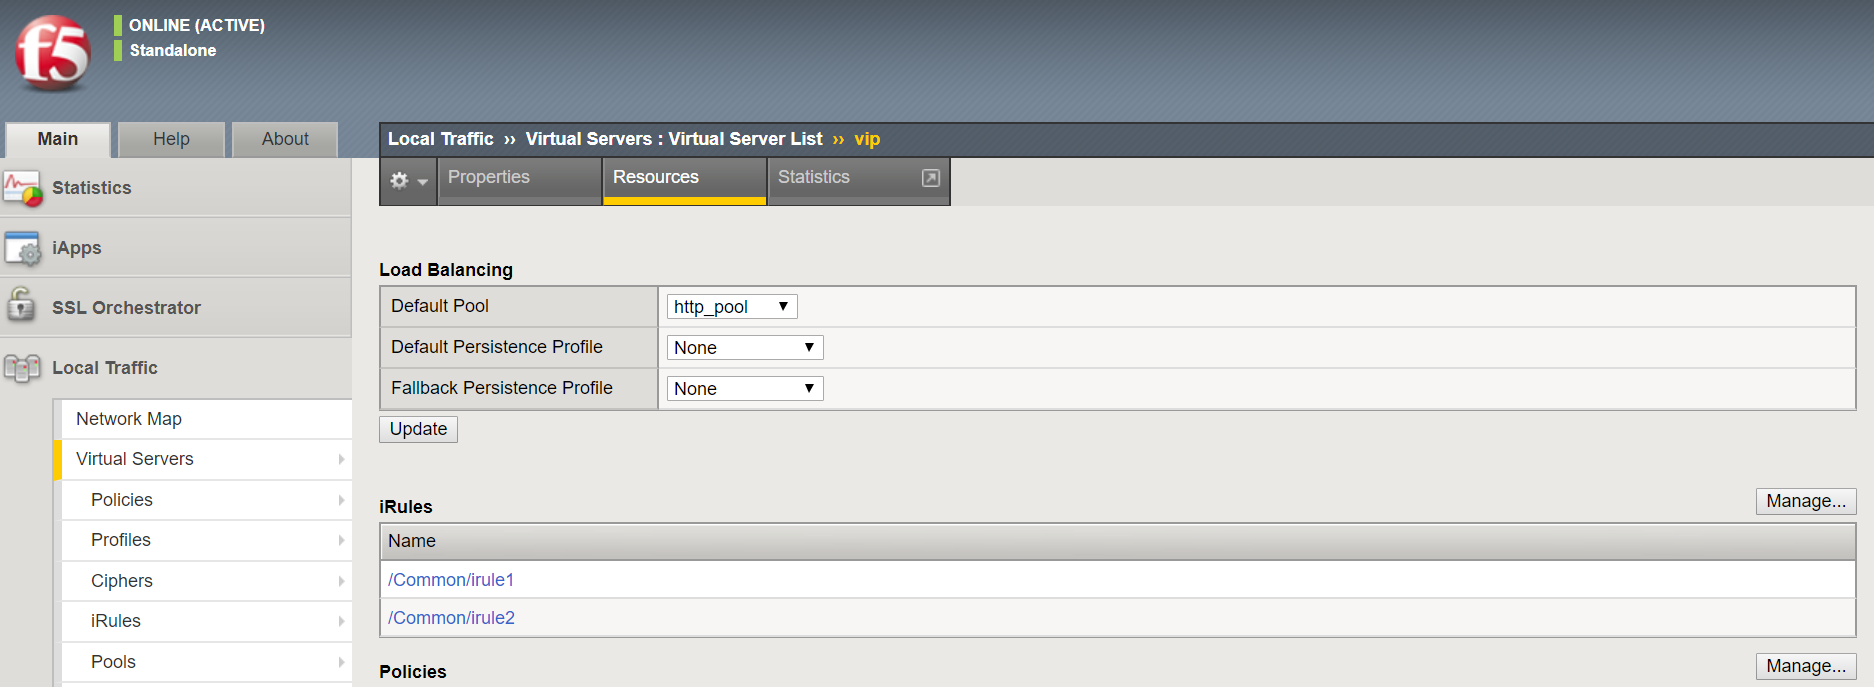 f5
ONLINE (ACTIVE)
Standalone
Main
Help
About
Statistics
iApps
SSL Orchestrator
Local Traffic
Network Map
Virtual Servers
Policies
Profiles
Ciphers
iRules
Pools
Local Traffic ›› Virtual Servers : Virtual Server List ›› vip
Properties
Resources
Statistics
Load Balancing
Default Pool http_pool
Default Persistence Profile None
Fallback Persistence Profile None
Update
iRules Manage...
Name
/Common/irule1
/Common/irule2
Policies Manage...